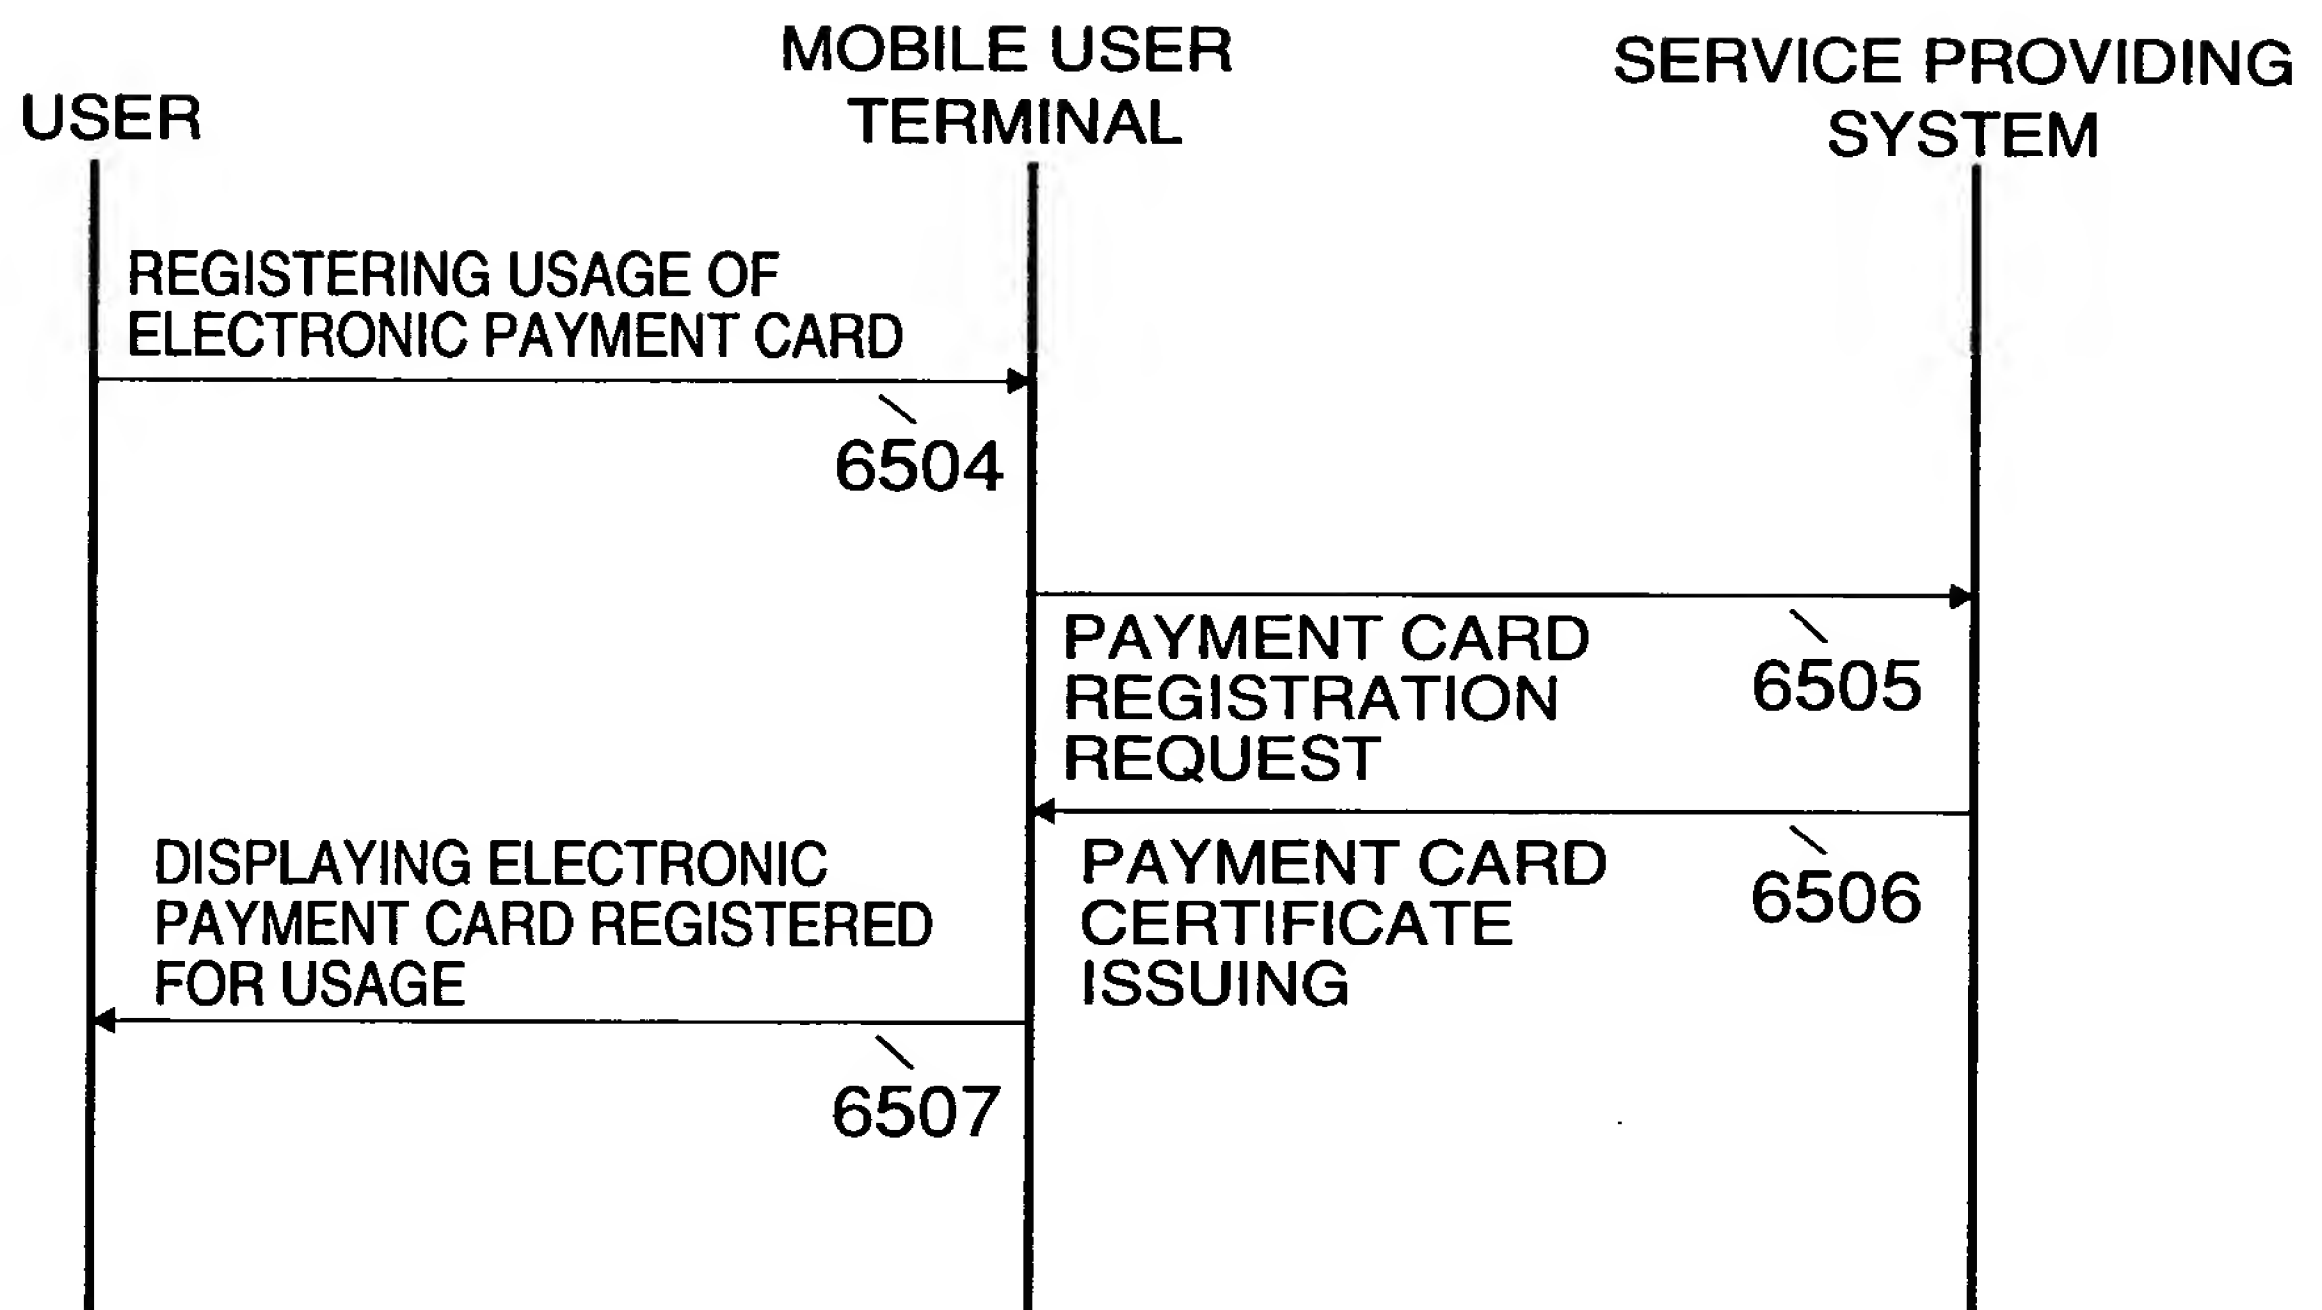 USER
MOBILE USER
TERMINAL
SERVICE PROVIDING
SYSTEM
REGISTERING USAGE OF
ELECTRONIC PAYMENT CARD
6504
PAYMENT CARD
REGISTRATION
REQUEST
6505
PAYMENT CARD
CERTIFICATE
ISSUING
6506
DISPLAYING ELECTRONIC
PAYMENT CARD REGISTERED
FOR USAGE
6507